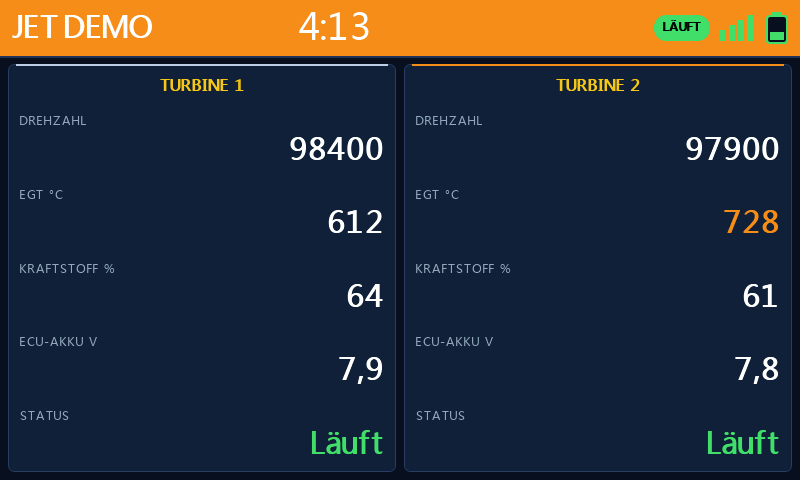 JET DEMO
4:13
LÄUFT
TURBINE 1
DREHZAHL
98400
EGT °C
612
KRAFTSTOFF %
64
ECU-AKKU V
7,9
STATUS
Läuft
TURBINE 2
DREHZAHL
97900
EGT °C
728
KRAFTSTOFF %
61
ECU-AKKU V
7,8
STATUS
Läuft